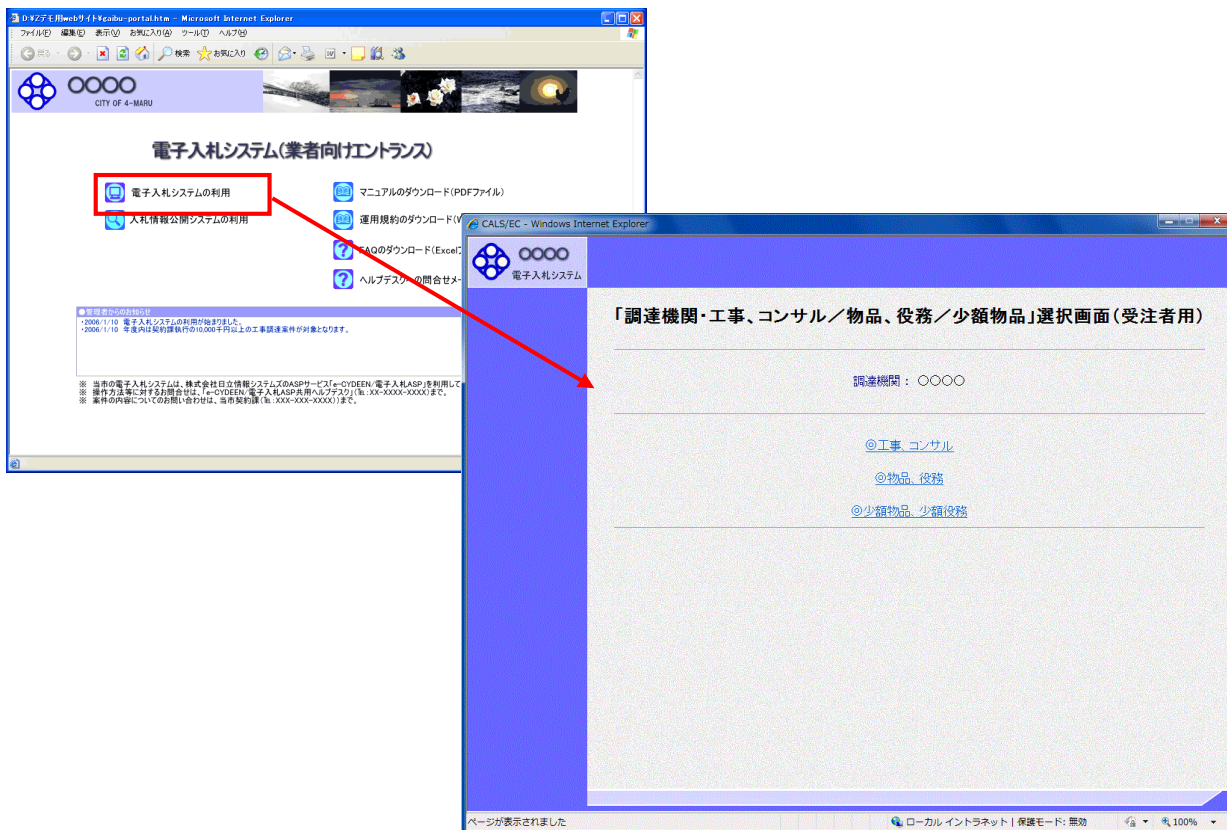 D:¥Zデモ用webサイト¥gaibu-portal.htm - Microsoft Internet Explorer
ファイル(F) 編集(E) 表示(V) お気に入り(A) ツール(T) ヘルプ(H)
戻る 検索 お気に入り
○○○○
CITY OF 4-MARU
電子入札システム(業者向けエントランス)
電子入札システムの利用
マニュアルのダウンロード(PDFファイル)
入札情報公開システムの利用
運用規約のダウンロード(W
FAQのダウンロード(Excelフ
ヘルプデスクへの問合せメー
●管理者からのお知らせ
・2006/1/10 電子入札システムの利用が始まりました。
・2006/1/10 年度内は契約課執行の10,000千円以上の工事調達案件が対象となります。
※ 当市の電子入札システムは、株式会社日立情報システムズのASPサービス「e-CYDEEN/電子入札ASP」を利用して
※ 操作方法等に対するお問合せは、「e-CYDEEN/電子入札ASP共用ヘルプデスク」(℡:XX-XXXX-XXXX)まで。
※ 案件の内容についてのお問い合わせは、当市契約課(℡:XXX-XXX-XXXX))まで。
CALS/EC - Windows Internet Explorer
○○○○
電子入札システム
「調達機関・工事、コンサル／物品、役務／少額物品」選択画面(受注者用)
調達機関： ○○○○
◎工事、コンサル
◎物品、役務
◎少額物品、少額役務
ページが表示されました
ローカル イントラネット | 保護モード: 無効
100%